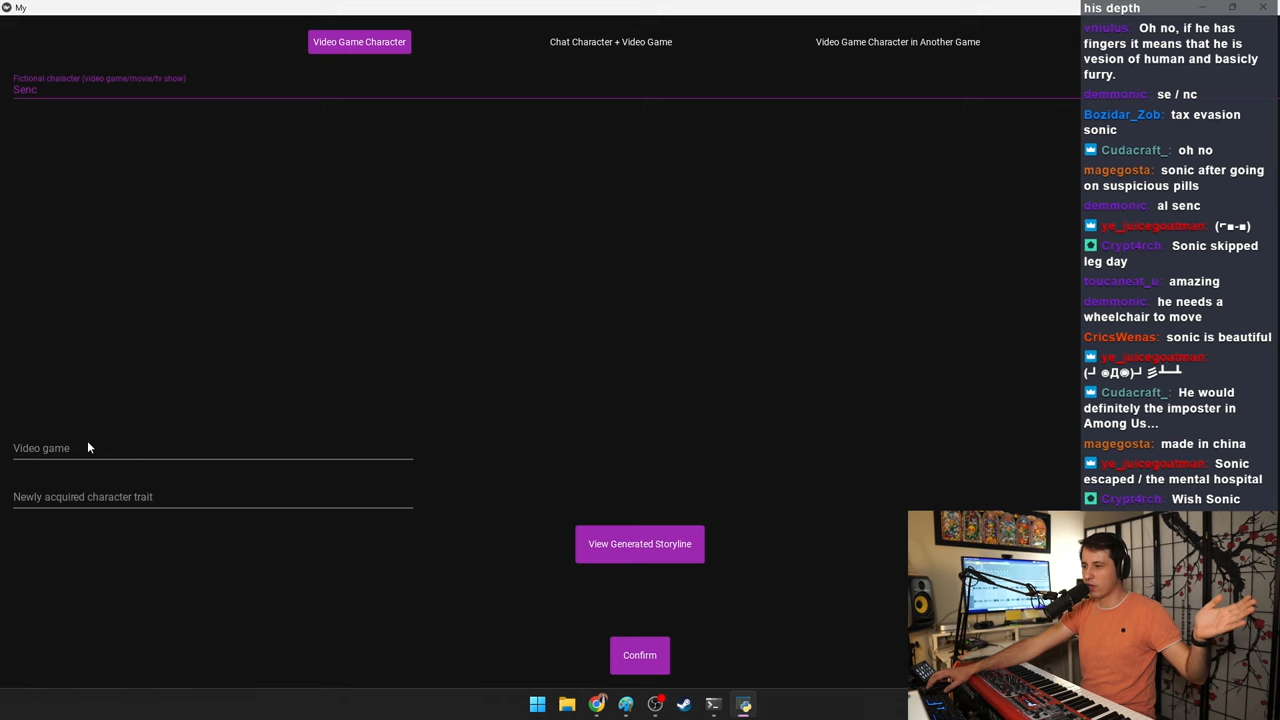 My
Video Game Character
Chat Character + Video Game
Video Game Character in Another Game
Fictional character (video game/movie/tv show)
Senc
Video game
Newly acquired character trait
View Generated Storyline
Confirm
his depth
vniufus: Oh no, if he has
fingers it means that he is
vesion of human and basicly
furry.
demmonic: se / nc
Bozidar_Zob: tax evasion
sonic
Cudacraft_: oh no
magegosta: sonic after going
on suspicious pills
demmonic: al senc
ye_juicegoatman: (⌐■-■)
Crypt4rch: Sonic skipped
leg day
toucaneat_u: amazing
demmonic: he needs a
wheelchair to move
CricsWenas: sonic is beautiful
ye_juicegoatman:
(┘◉Д◉)┘彡┻━┻
Cudacraft_: He would
definitely the imposter in
Among Us...
magegosta: made in china
ye_juicegoatman: Sonic
escaped / the mental hospital
Crypt4rch: Wish Sonic